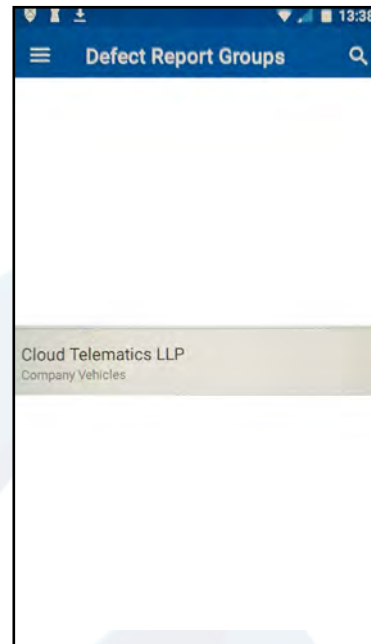 13:38
Defect Report Groups
Cloud Telematics LLP
Company Vehicles